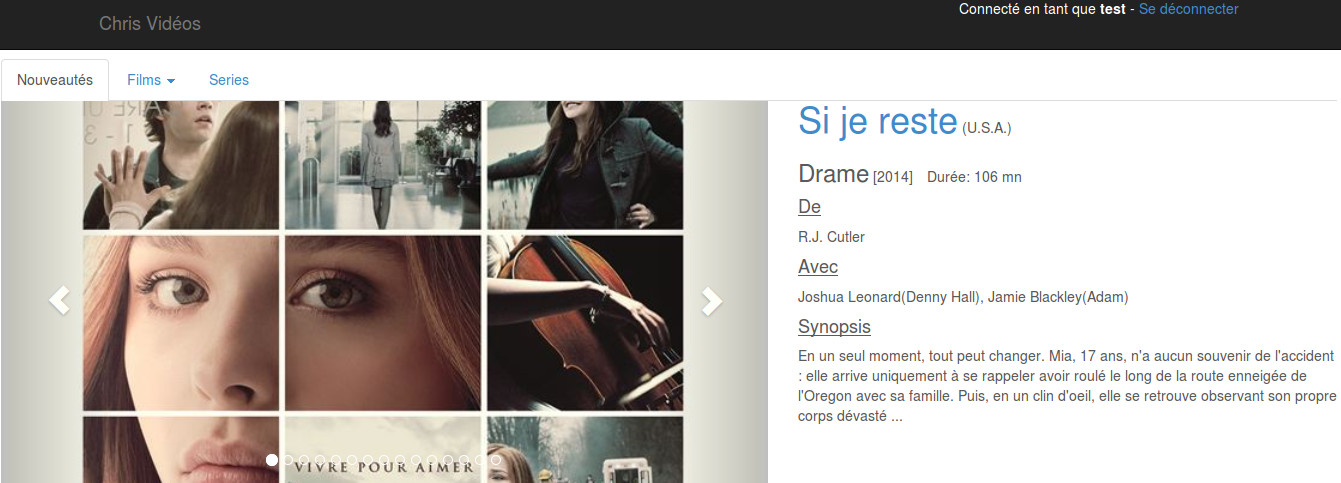 Chris Vidéos
Connecté en tant que test - Se déconnecter
Nouveautés
Films
Series
VIVRE POUR AIMER
Si je reste (U.S.A.)
Drame [2014] Durée: 106 mn
De
R.J. Cutler
Avec
Joshua Leonard(Denny Hall), Jamie Blackley(Adam)
Synopsis
En un seul moment, tout peut changer. Mia, 17 ans, n'a aucun souvenir de l'accident
: elle arrive uniquement à se rappeler avoir roulé le long de la route enneigée de
l'Oregon avec sa famille. Puis, en un clin d'oeil, elle se retrouve observant son propre
corps dévasté ...